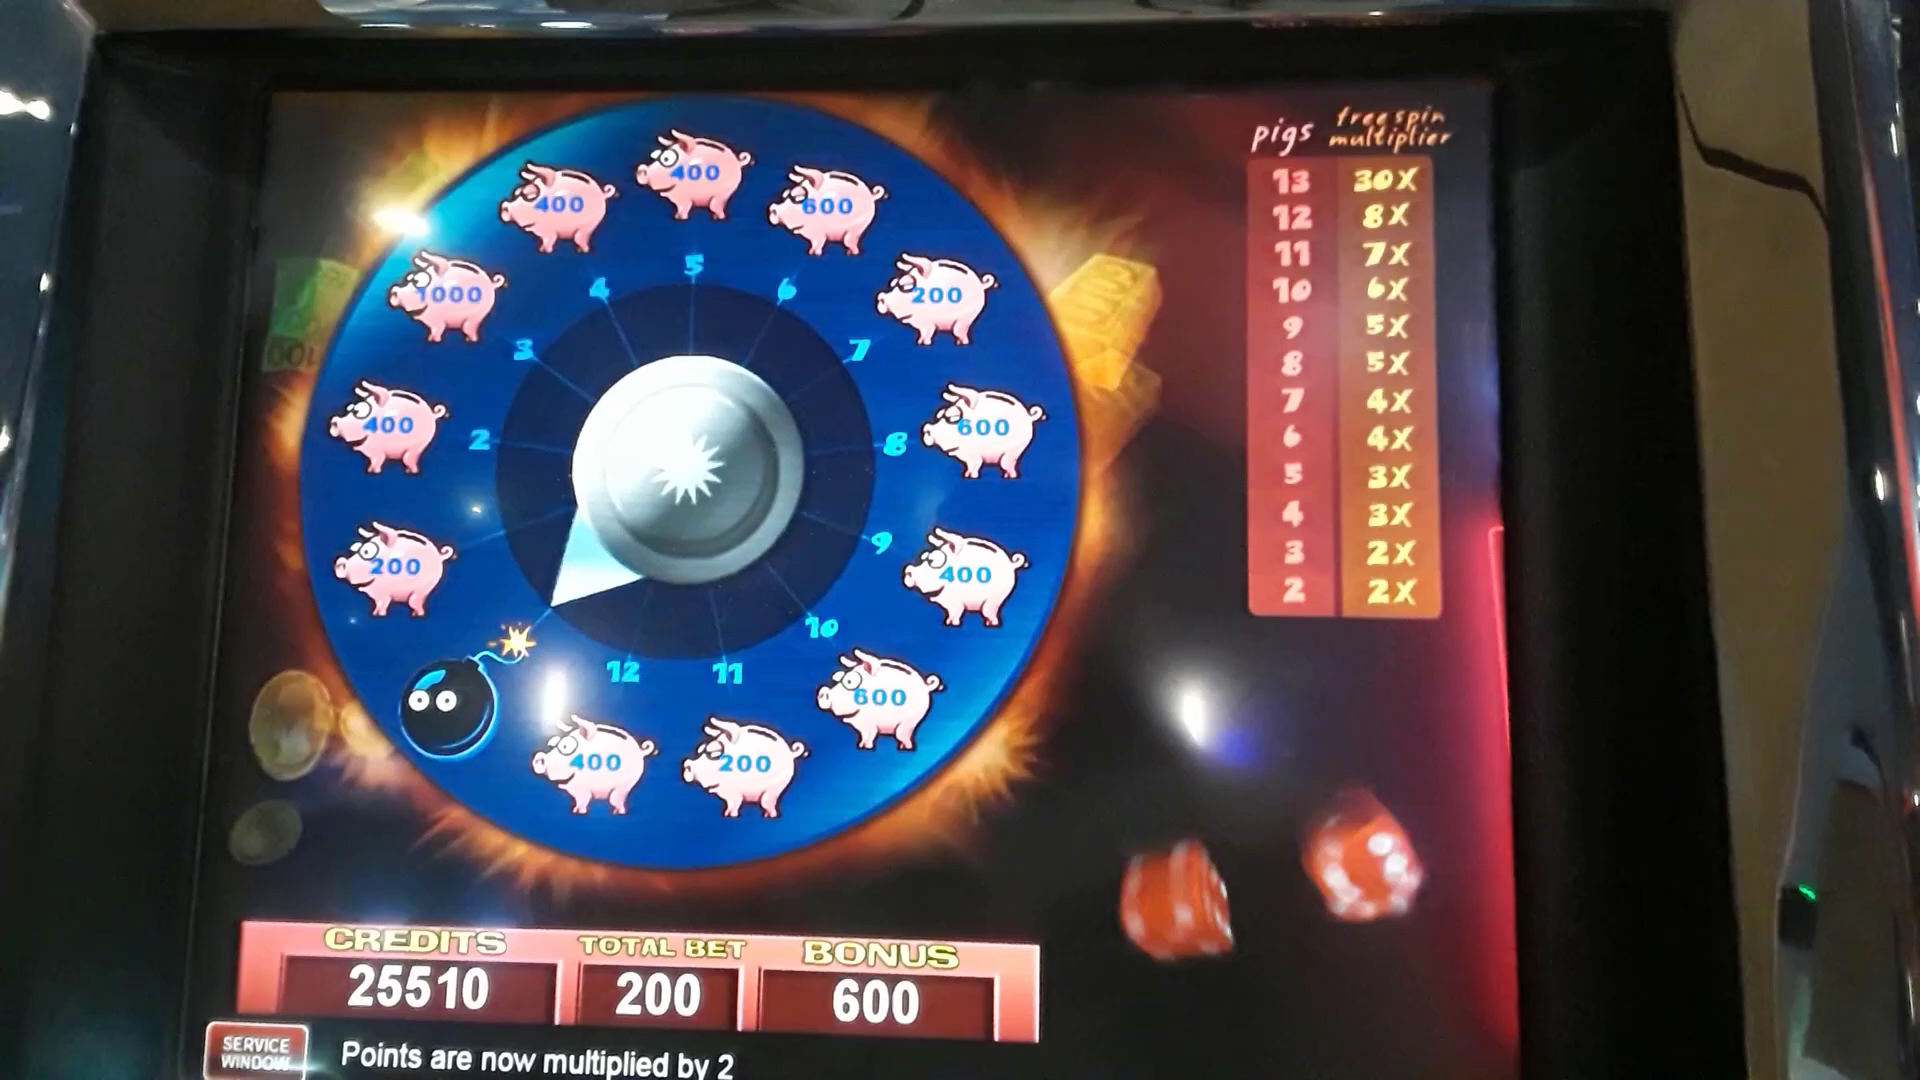 400
400
600
1000
200
400
600
200
400
600
400
200
5
4
6
3
7
2
8
9
10
12
11
pigs free spin multiplier
13 30X
12 8X
11 7X
10 6X
9 5X
8 5X
7 4X
6 4X
5 3X
4 3X
3 2X
2 2X
100
CREDITS TOTAL BET BONUS
25510 200 600
SERVICE WINDOW
Points are now multiplied by 2